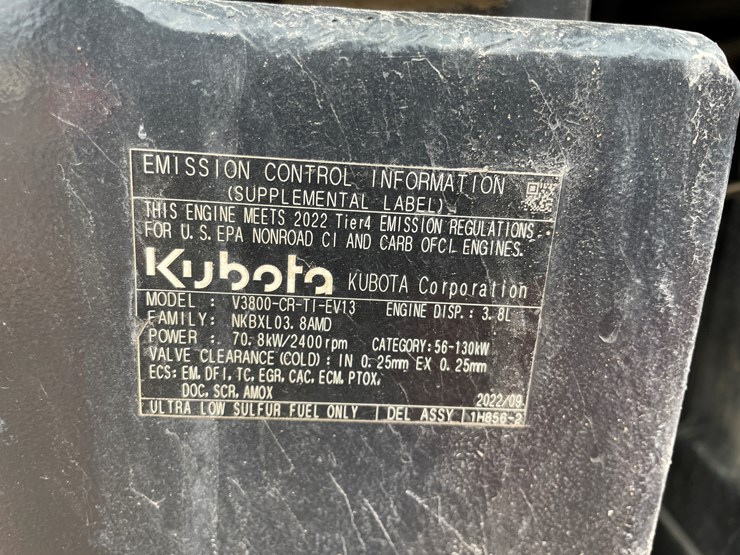 EMISSION CONTROL INFORMATION
(SUPPLEMENTAL LABEL)
THIS ENGINE MEETS 2022 Tier4 EMISSION REGULATIONS
FOR U.S. EPA NONROAD CI AND CARB OFCI ENGINES.
Kubota KUBOTA Corporation
MODEL : V3800-CR-TI-EV13 ENGINE DISP.: 3.8L
FAMILY: NKBXL03.8AMD
POWER : 70.8kW/2400rpm CATEGORY:56-130kW
VALVE CLEARANCE(COLD): IN 0.25mm EX 0.25mm
ECS: EM, DFI, TC, EGR, CAC, ECM, PTOX,
DOC, SCR, AMOX 2022/09
ULTRA LOW SULFUR FUEL ONLY DEL ASSY 1H856-2